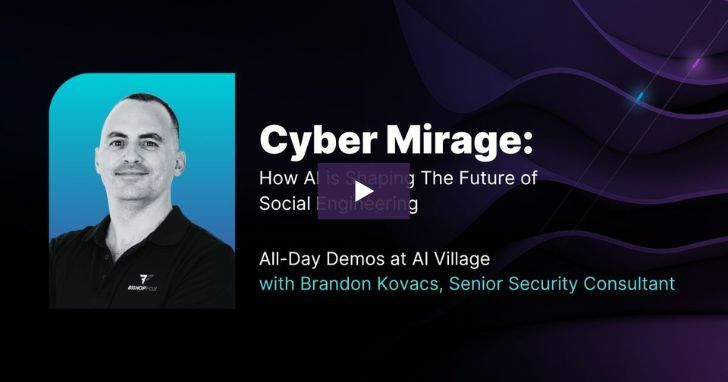 Cyber Mirage:
How AI is Shaping The Future of
Social Engineering
All-Day Demos at AI Village
with Brandon Kovacs, Senior Security Consultant
BISHOPFOX